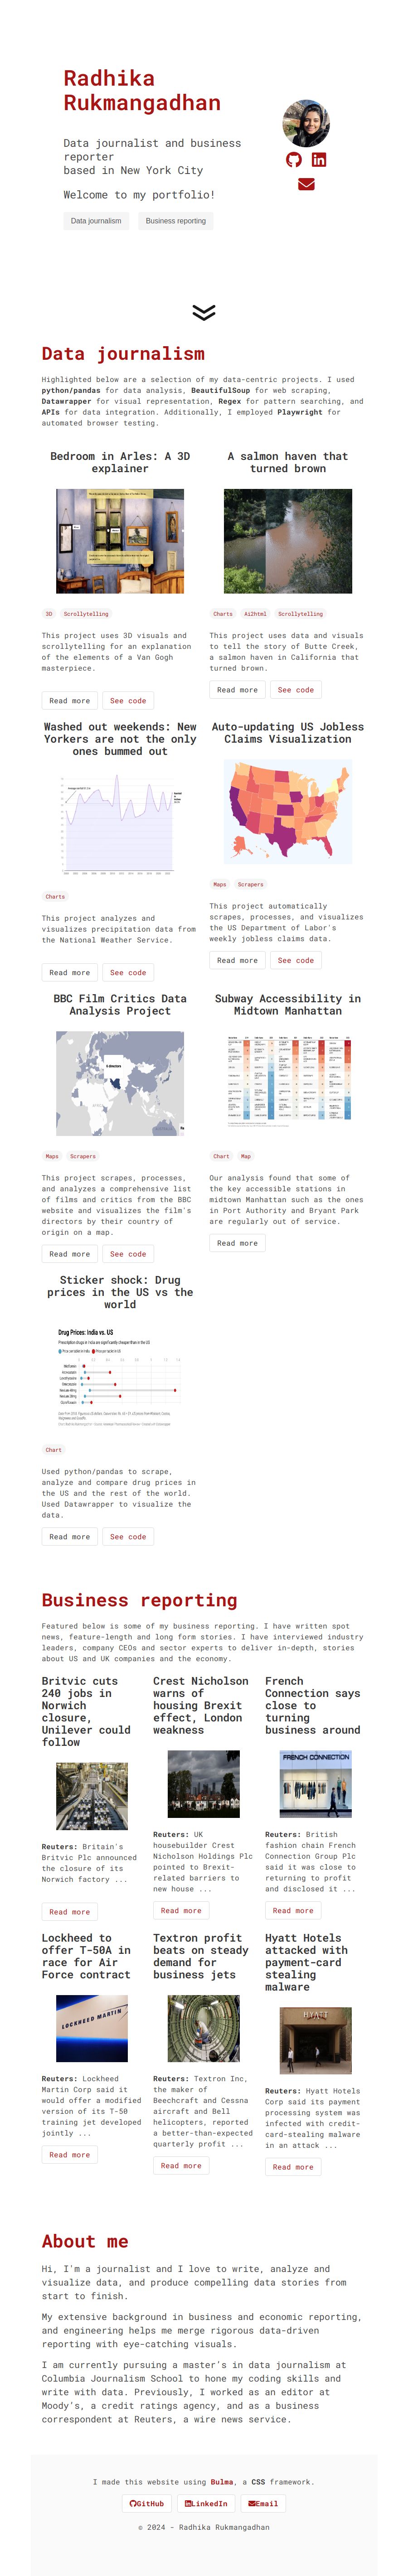 Radhika
Rukmangadhan
Data journalist and business
reporter
based in New York City
Welcome to my portfolio!
Data journalism
Business reporting
Data journalism
Highlighted below are a selection of my data-centric projects. I used
python/pandas for data analysis, BeautifulSoup for web scraping,
Datawrapper for visual representation, Regex for pattern searching, and
APIs for data integration. Additionally, I employed Playwright for
automated browser testing.
Bedroom in Arles: A 3D
explainer
3D
Scrollytelling
This project uses 3D visuals and
scrollytelling for an explanation
of the elements of a Van Gogh
masterpiece.
Read more
See code
A salmon haven that
turned brown
Charts
Ai2html
Scrollytelling
This project uses data and visuals
to tell the story of Butte Creek,
a salmon haven in California that
turned brown.
Read more
See code
Washed out weekends: New
Yorkers are not the only
ones bummed out
Charts
This project analyzes and
visualizes precipitation data from
the National Weather Service.
Read more
See code
Auto-updating US Jobless
Claims Visualization
Maps
Scrapers
This project automatically
scrapes, processes, and visualizes
the US Department of Labor's
weekly jobless claims data.
Read more
See code
BBC Film Critics Data
Analysis Project
Maps
Scrapers
This project scrapes, processes,
and analyzes a comprehensive list
of films and critics from the BBC
website and visualizes the film's
directors by their country of
origin on a map.
Read more
See code
Subway Accessibility in
Midtown Manhattan
Chart
Map
Our analysis found that some of
the key accessible stations in
midtown Manhattan such as the ones
in Port Authority and Bryant Park
are regularly out of service.
Read more
Sticker shock: Drug
prices in the US vs the
world
Drug Prices: India vs. US
Chart
Used python/pandas to scrape,
analyze and compare drug prices in
the US and the rest of the world.
Used Datawrapper to visualize the
data.
Read more
See code
Business reporting
Featured below is some of my business reporting. I have written spot
news, feature-length and long form stories. I have interviewed industry
leaders, company CEOs and sector experts to deliver in-depth, stories
about US and UK companies and the economy.
Britvic cuts
240 jobs in
Norwich
closure,
Unilever could
follow
Reuters: Britain's
Britvic Plc announced
the closure of its
Norwich factory ...
Read more
Crest Nicholson
warns of
housing Brexit
effect, London
weakness
Reuters: UK
housebuilder Crest
Nicholson Holdings Plc
pointed to Brexit-
related barriers to
new house ...
Read more
French
Connection says
close to
turning
business around
FRENCH CONNECTION
Reuters: British
fashion chain French
Connection Group Plc
said it was close to
returning to profit
and disclosed it ...
Read more
Lockheed to
offer T-50A in
race for Air
Force contract
LOCKHEED MARTIN
Reuters: Lockheed
Martin Corp said it
would offer a modified
version of its T-50
training jet developed
jointly ...
Read more
Textron profit
beats on steady
demand for
business jets
Reuters: Textron Inc,
the maker of
Beechcraft and Cessna
aircraft and Bell
helicopters, reported
a better-than-expected
quarterly profit ...
Read more
Hyatt Hotels
attacked with
payment-card
stealing
malware
HYATT
Reuters: Hyatt Hotels
Corp said its payment
processing system was
infected with credit-
card-stealing malware
in an attack ...
Read more
About me
Hi, I'm a journalist and I love to write, analyze and
visualize data, and produce compelling data stories from
start to finish.
My extensive background in business and economic reporting,
and engineering helps me merge rigorous data-driven
reporting with eye-catching visuals.
I am currently pursuing a master's in data journalism at
Columbia Journalism School to hone my coding skills and
write with data. Previously, I worked as an editor at
Moody's, a credit ratings agency, and as a business
correspondent at Reuters, a wire news service.
I made this website using Bulma, a CSS framework.
GitHub
LinkedIn
Email
© 2024 - Radhika Rukmangadhan